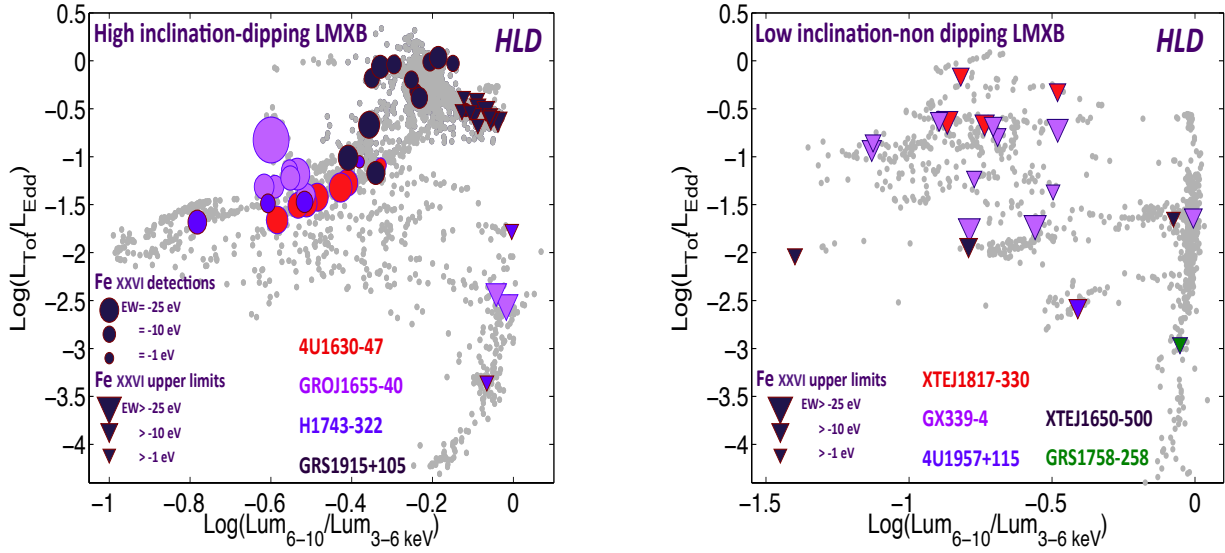 High inclination-dipping LMXB
HLD
0.5
0
−0.5
−1
−1.5
−2
−2.5
−3
−3.5
−4
Log(L_Tot/L_Edd)
Fe XXVI detections
EW= -25 eV
= -10 eV
= -1 eV
Fe XXVI upper limits
EW> -25 eV
> -10 eV
> -1 eV
4U1630-47
GROJ1655-40
H1743-322
GRS1915+105
−1
−0.8
−0.6
−0.4
−0.2
0
Log(Lum_6−10/Lum_3−6 keV)
Low inclination-non dipping LMXB
HLD
0.5
0
−0.5
−1
−1.5
−2
−2.5
−3
−3.5
−4
Log(L_Tot/L_Edd)
Fe XXVI upper limits
EW> -25 eV
> -10 eV
> -1 eV
XTEJ1817-330
GX339-4
XTEJ1650-500
4U1957+115
GRS1758-258
−1.5
−1
−0.5
0
Log(Lum_6−10/Lum_3−6 keV)